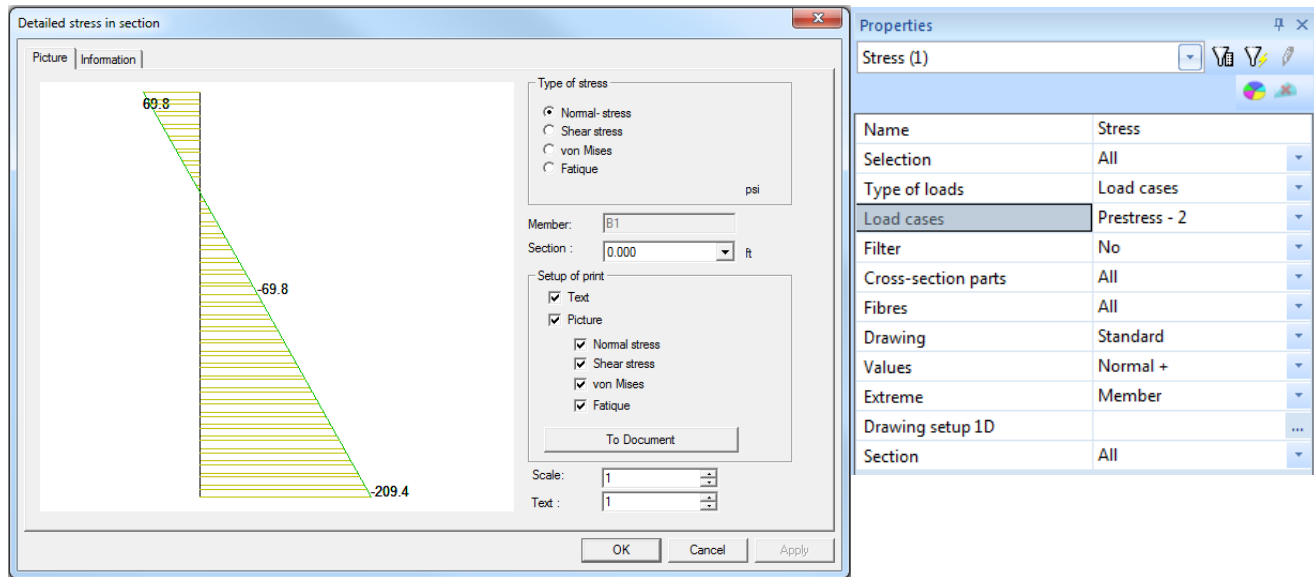 Detailed stress in section
Picture
Information
69.8
-69.8
-209.4
Type of stress
Normal- stress
Shear stress
von Mises
Fatique
psi
Member: B1
Section : 0.000 ft
Setup of print
Text
Picture
Normal stress
Shear stress
von Mises
Fatique
To Document
Scale: 1
Text : 1
OK Cancel Apply
Properties
Stress (1)
Name Stress
Selection All
Type of loads Load cases
Load cases Prestress - 2
Filter No
Cross-section parts All
Fibres All
Drawing Standard
Values Normal +
Extreme Member
Drawing setup 1D ...
Section All